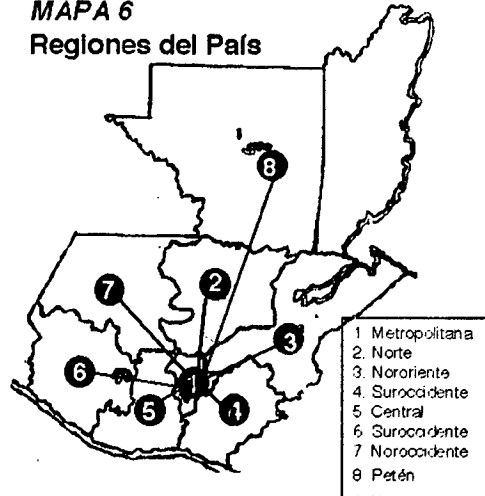 MAPA 6
Regiones del País
8
7
2
3
6
1
5
4
1 Metropolitana
2. Norte
3. Nororiente
4. Suroccidente
5 Central
6 Suroccidente
7 Noroccidente
8 Petén